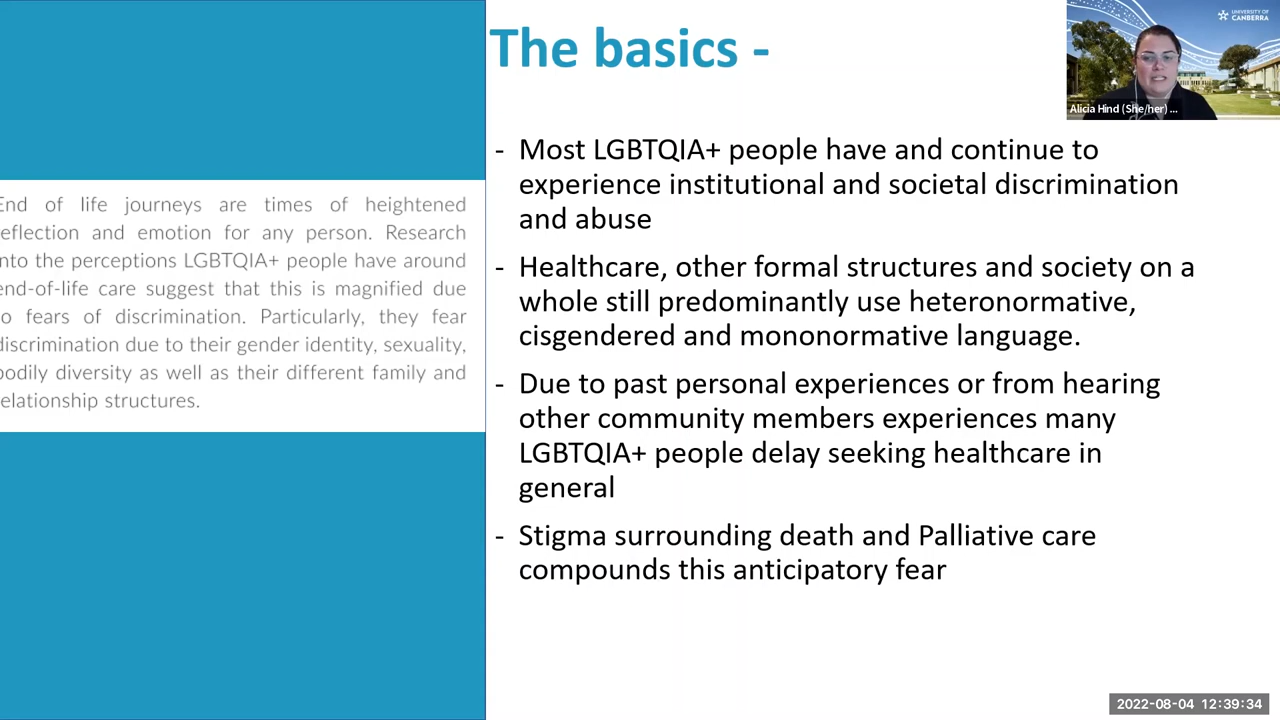 The basics -
UNIVERSITY OF
CANBERRA
Alicia Hind (She/her) ...
- Most LGBTQIA+ people have and continue to
experience institutional and societal discrimination
and abuse
- Healthcare, other formal structures and society on a
whole still predominantly use heteronormative,
cisgendered and mononormative language.
- Due to past personal experiences or from hearing
other community members experiences many
LGBTQIA+ people delay seeking healthcare in
general
- Stigma surrounding death and Palliative care
compounds this anticipatory fear
End of life journeys are times of heightened
eflection and emotion for any person. Research
nto the perceptions LGBTQIA+ people have around
end-of-life care suggest that this is magnified due
o fears of discrimination. Particularly, they fear
discrimination due to their gender identity, sexuality,
bodily diversity as well as their different family and
elationship structures.
2022-08-04 12:39:34